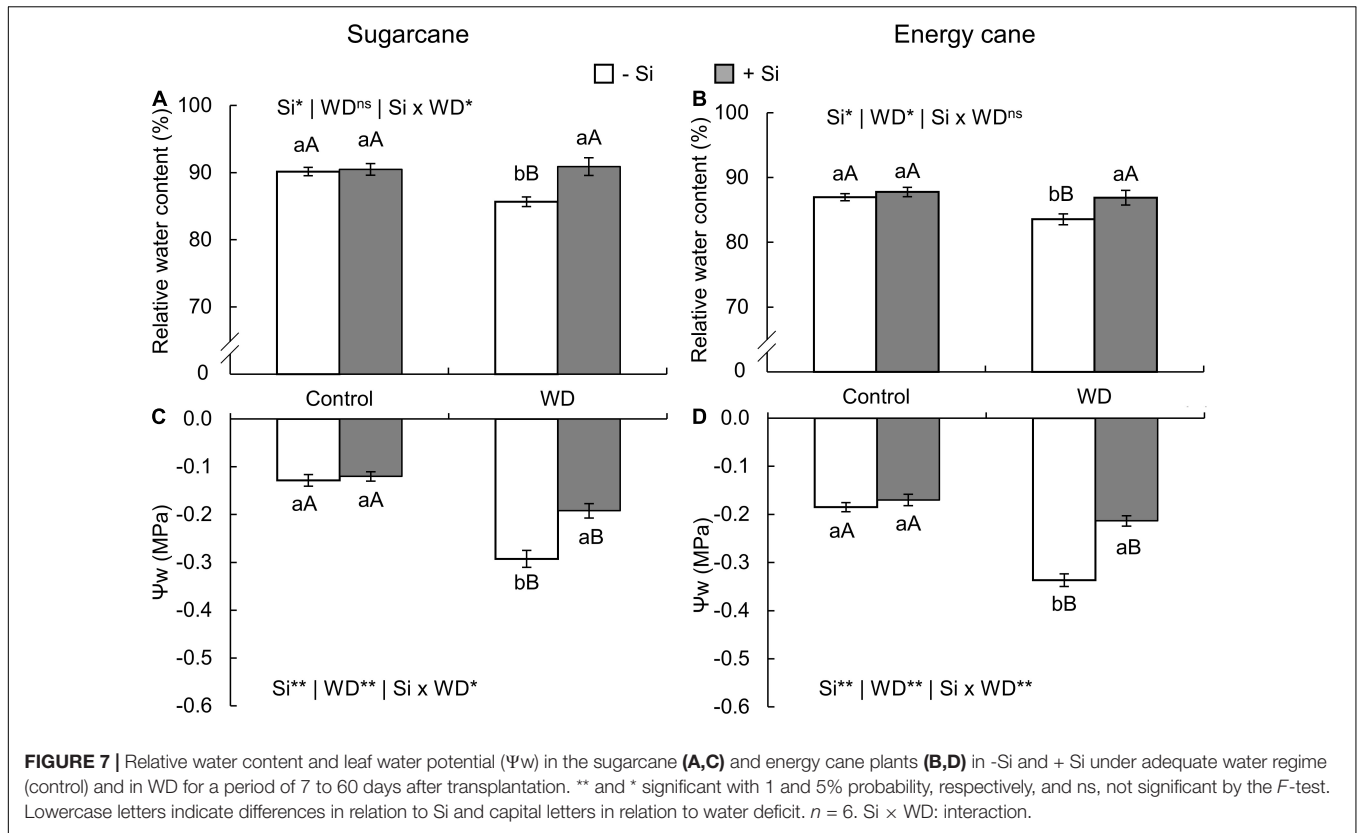 Sugarcane Energy cane
- Si + Si
A
Si* | WDns | Si x WD*
Relative water content (%)
100
90
80
70
0
aA aA bB aA
Control WD
B
Si* | WD* | Si x WDns
Relative water content (%)
100
90
80
70
0
aA aA bB aA
Control WD
C
Ψw (MPa)
0.0
-0.1
-0.2
-0.3
-0.4
-0.5
-0.6
aA aA bB aB
Si** | WD** | Si x WD*
D
Ψw (MPa)
0.0
-0.1
-0.2
-0.3
-0.4
-0.5
-0.6
aA aA bB aB
Si** | WD** | Si x WD**
FIGURE 7 | Relative water content and leaf water potential (Ψw) in the sugarcane (A,C) and energy cane plants (B,D) in -Si and + Si under adequate water regime
(control) and in WD for a period of 7 to 60 days after transplantation. ** and * significant with 1 and 5% probability, respectively, and ns, not significant by the F-test.
Lowercase letters indicate differences in relation to Si and capital letters in relation to water deficit. n = 6. Si × WD: interaction.